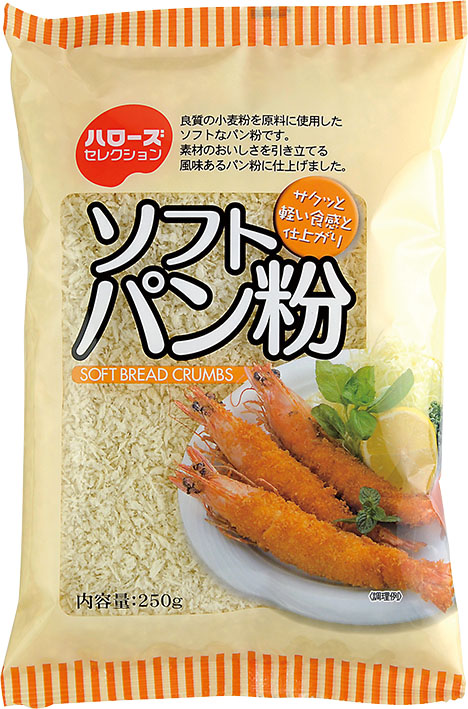 ハローズ
セレクション
良質の小麦粉を原料に使用した
ソフトなパン粉です。
素材のおいしさを引き立てる
風味あるパン粉に仕上げました。
サクッと
軽い食感と
仕上がり
ソフト
パン粉
SOFT BREAD CRUMBS
内容量:250g
〈調理例〉